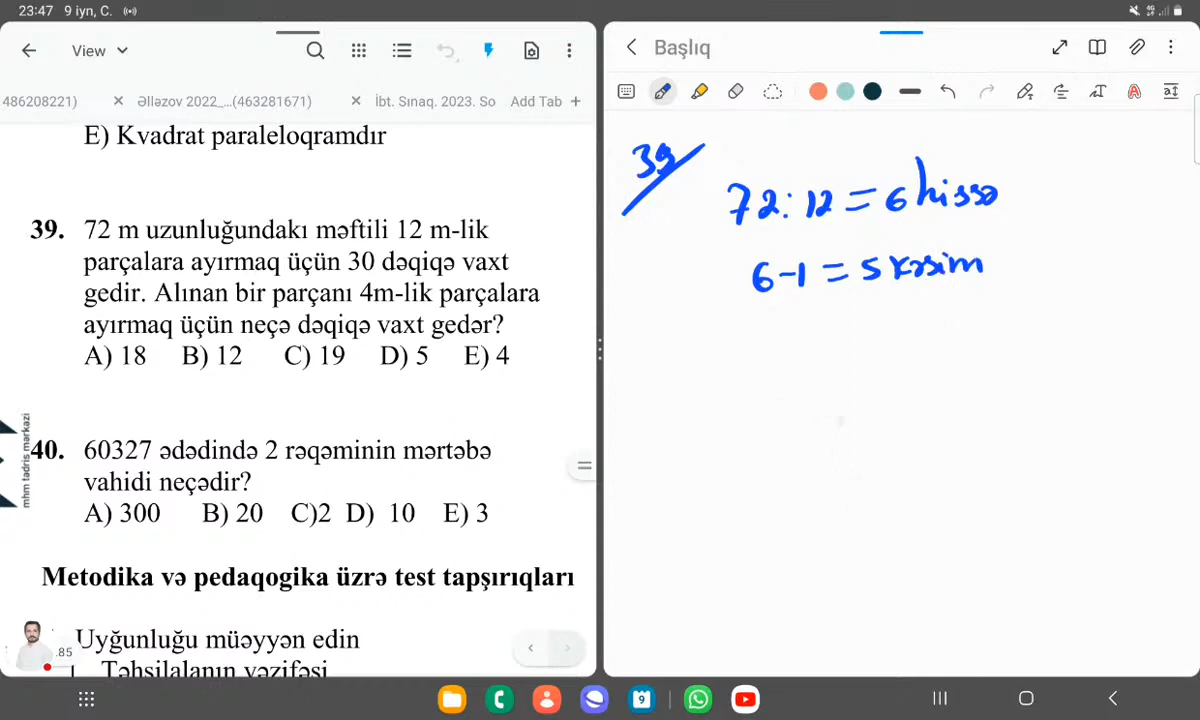 23:47 9 iyn, C.
View
486208221) × Əlləzov 2022_...(463281671) × İbt. Sınaq. 2023. So Add Tab +
E) Kvadrat paraleloqramdır
39. 72 m uzunluğundakı məftili 12 m-lik
parçalara ayırmaq üçün 30 dəqiqə vaxt
gedir. Alınan bir parçanı 4m-lik parçalara
ayırmaq üçün neçə dəqiqə vaxt gedər?
A) 18 B) 12 C) 19 D) 5 E) 4
mhm tədris mərkəzi
40. 60327 ədədində 2 rəqəminin mərtəbə
vahidi neçədir?
A) 300 B) 20 C)2 D) 10 E) 3
Metodika və pedaqogika üzrə test tapşırıqları
Uyğunluğu müəyyən edin
.85
Təhsilalanın vəzifəsi
Başlıq
39
72 : 12 = 6 hissə
6-1 = 5 kəsim
9